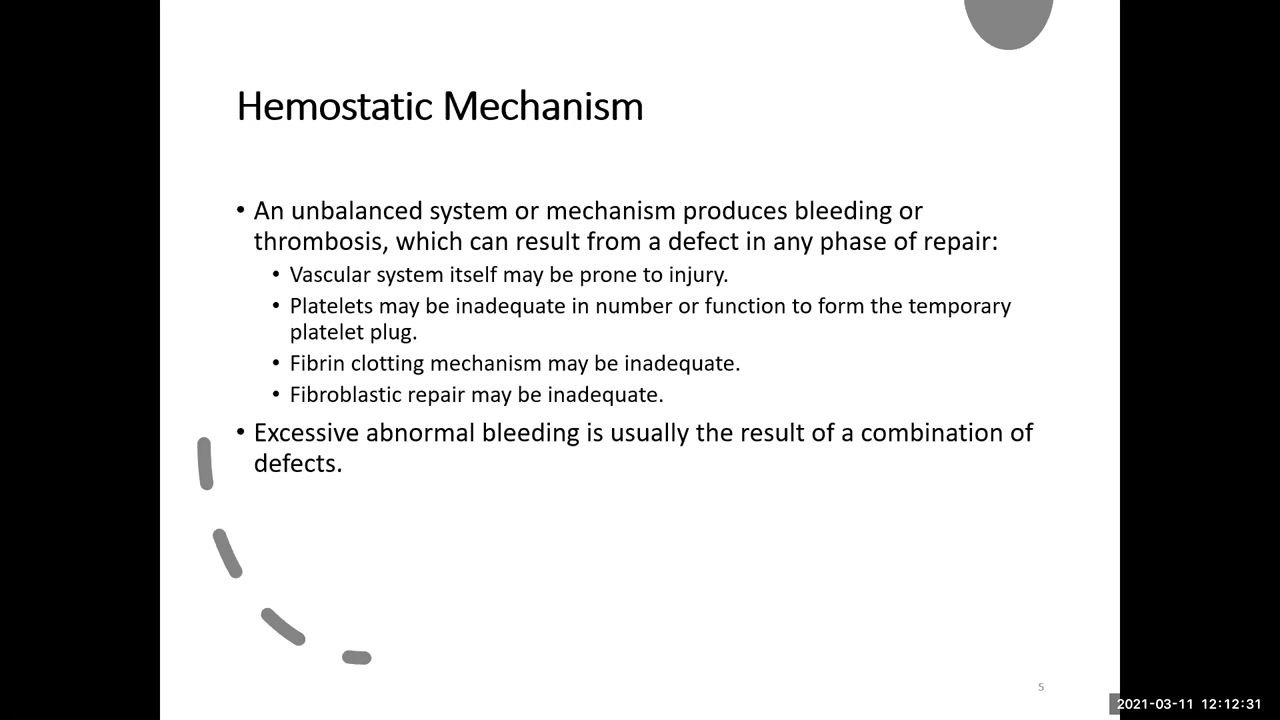 Hemostatic Mechanism
• An unbalanced system or mechanism produces bleeding or
thrombosis, which can result from a defect in any phase of repair:
• Vascular system itself may be prone to injury.
• Platelets may be inadequate in number or function to form the temporary
platelet plug.
• Fibrin clotting mechanism may be inadequate.
• Fibroblastic repair may be inadequate.
• Excessive abnormal bleeding is usually the result of a combination of
defects.
5
2021-03-11 12:12:31